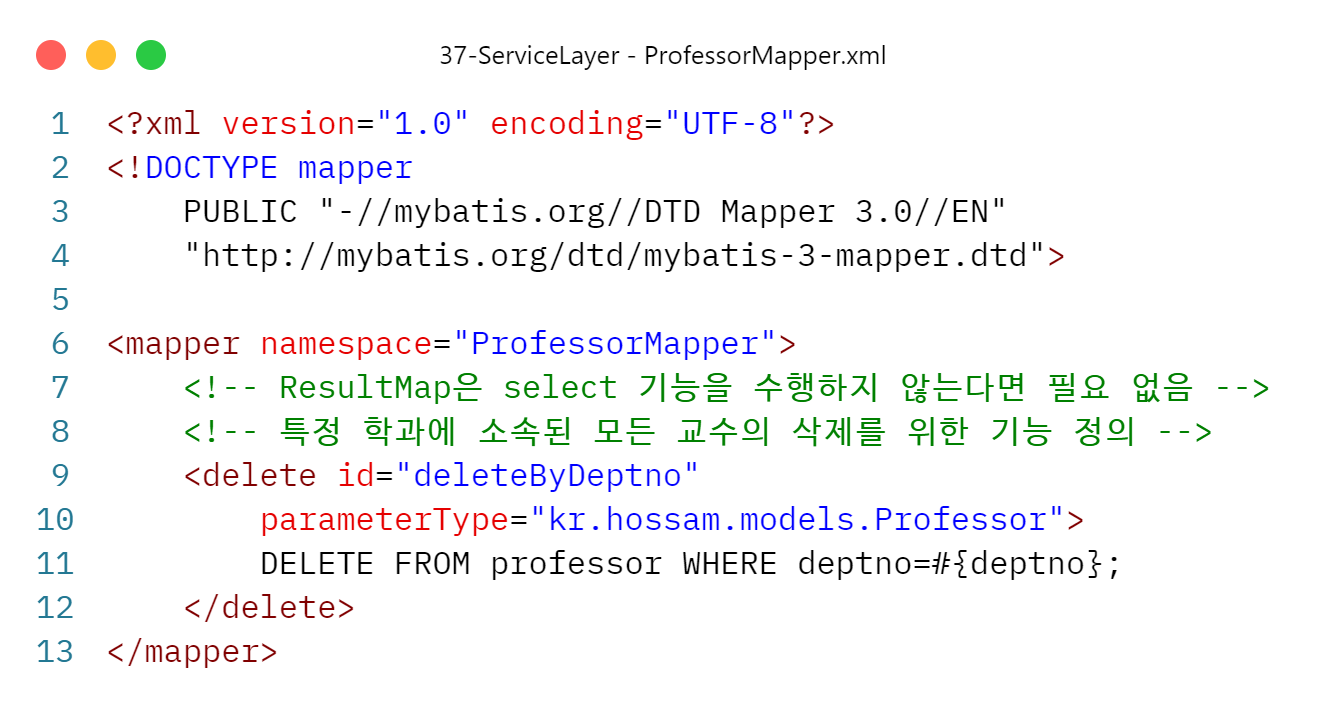 37-ServiceLayer - ProfessorMapper.xml
1 <?xml version="1.0" encoding="UTF-8"?>
2 <!DOCTYPE mapper
3     PUBLIC "-//mybatis.org//DTD Mapper 3.0//EN"
4     "http://mybatis.org/dtd/mybatis-3-mapper.dtd">
5
6 <mapper namespace="ProfessorMapper">
7     <!-- ResultMap은 select 기능을 수행하지 않는다면 필요 없음 -->
8     <!-- 특정 학과에 소속된 모든 교수의 삭제를 위한 기능 정의 -->
9     <delete id="deleteByDeptno"
10         parameterType="kr.hossam.models.Professor">
11         DELETE FROM professor WHERE deptno=#{deptno};
12     </delete>
13 </mapper>